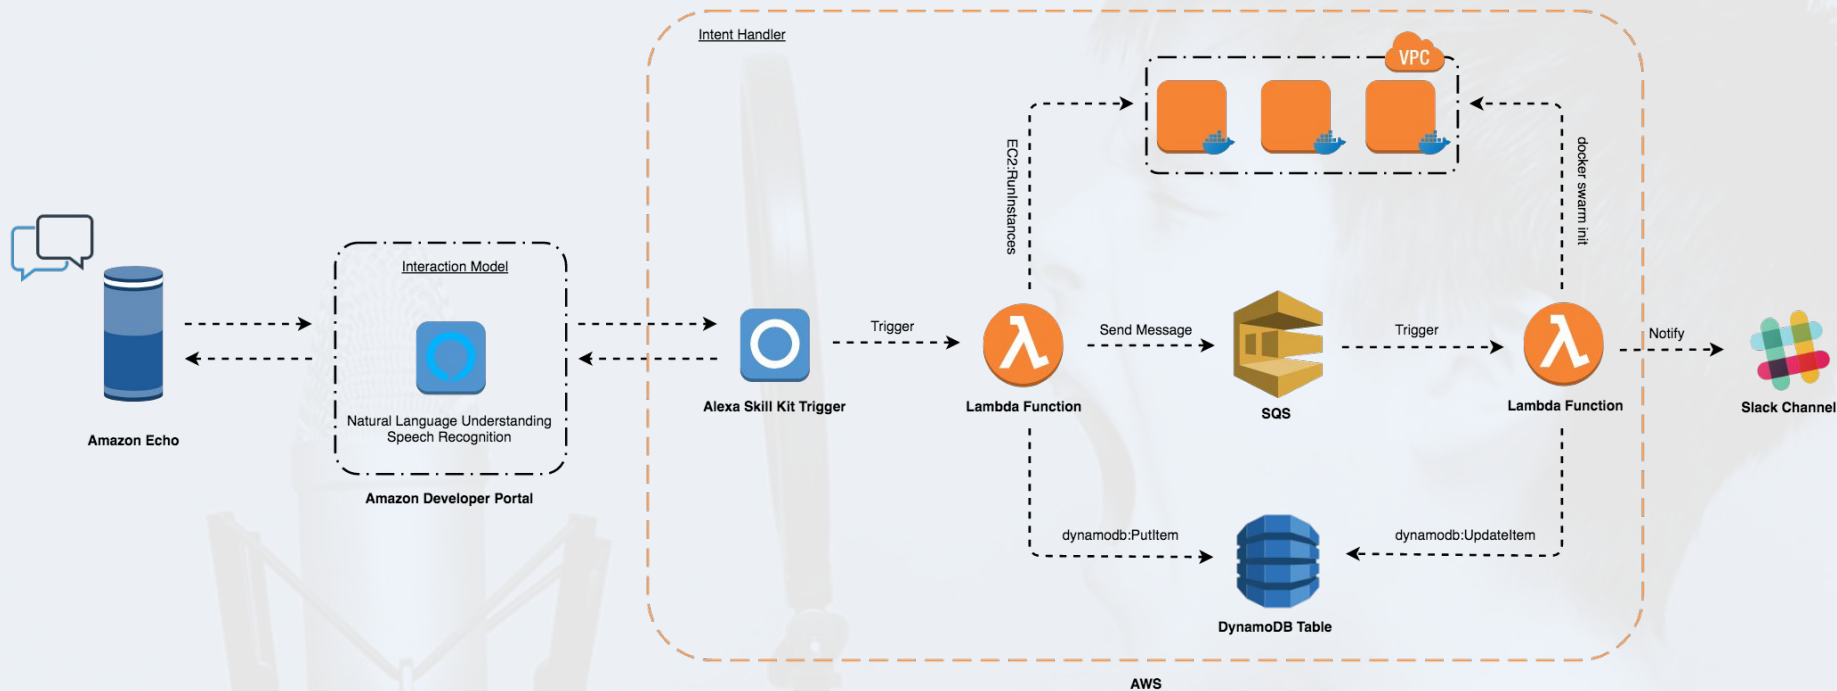 Intent Handler
VPC
EC2:RunInstances
docker swarm init
Interaction Model
Natural Language Understanding
Speech Recognition
Amazon Echo
Amazon Developer Portal
Alexa Skill Kit Trigger
Trigger
Lambda Function
Send Message
SQS
Trigger
Lambda Function
Notify
Slack Channel
dynamodb:PutItem
dynamodb:UpdateItem
DynamoDB Table
AWS